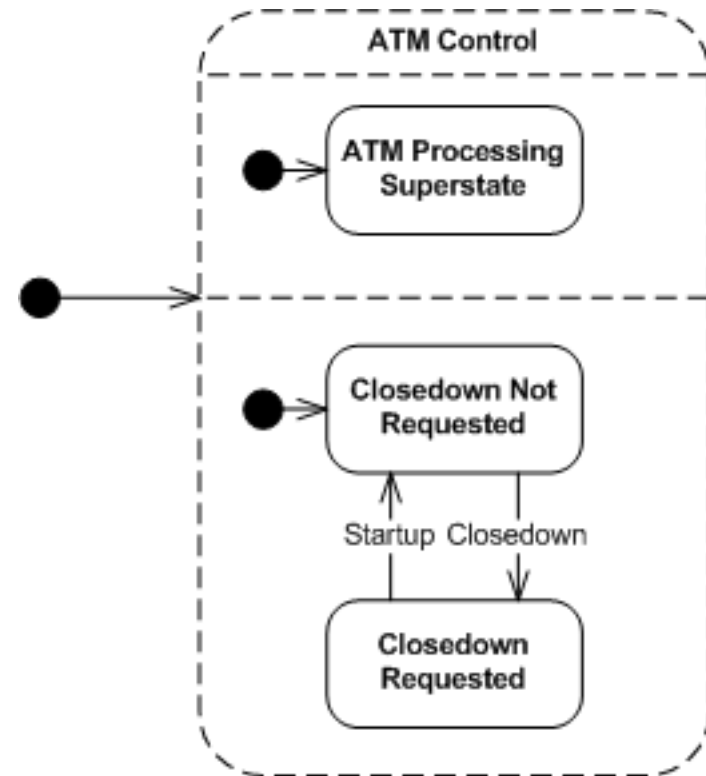 ATM Control
ATM Processing
Superstate
Closedown Not
Requested
Startup
Closedown
Closedown
Requested